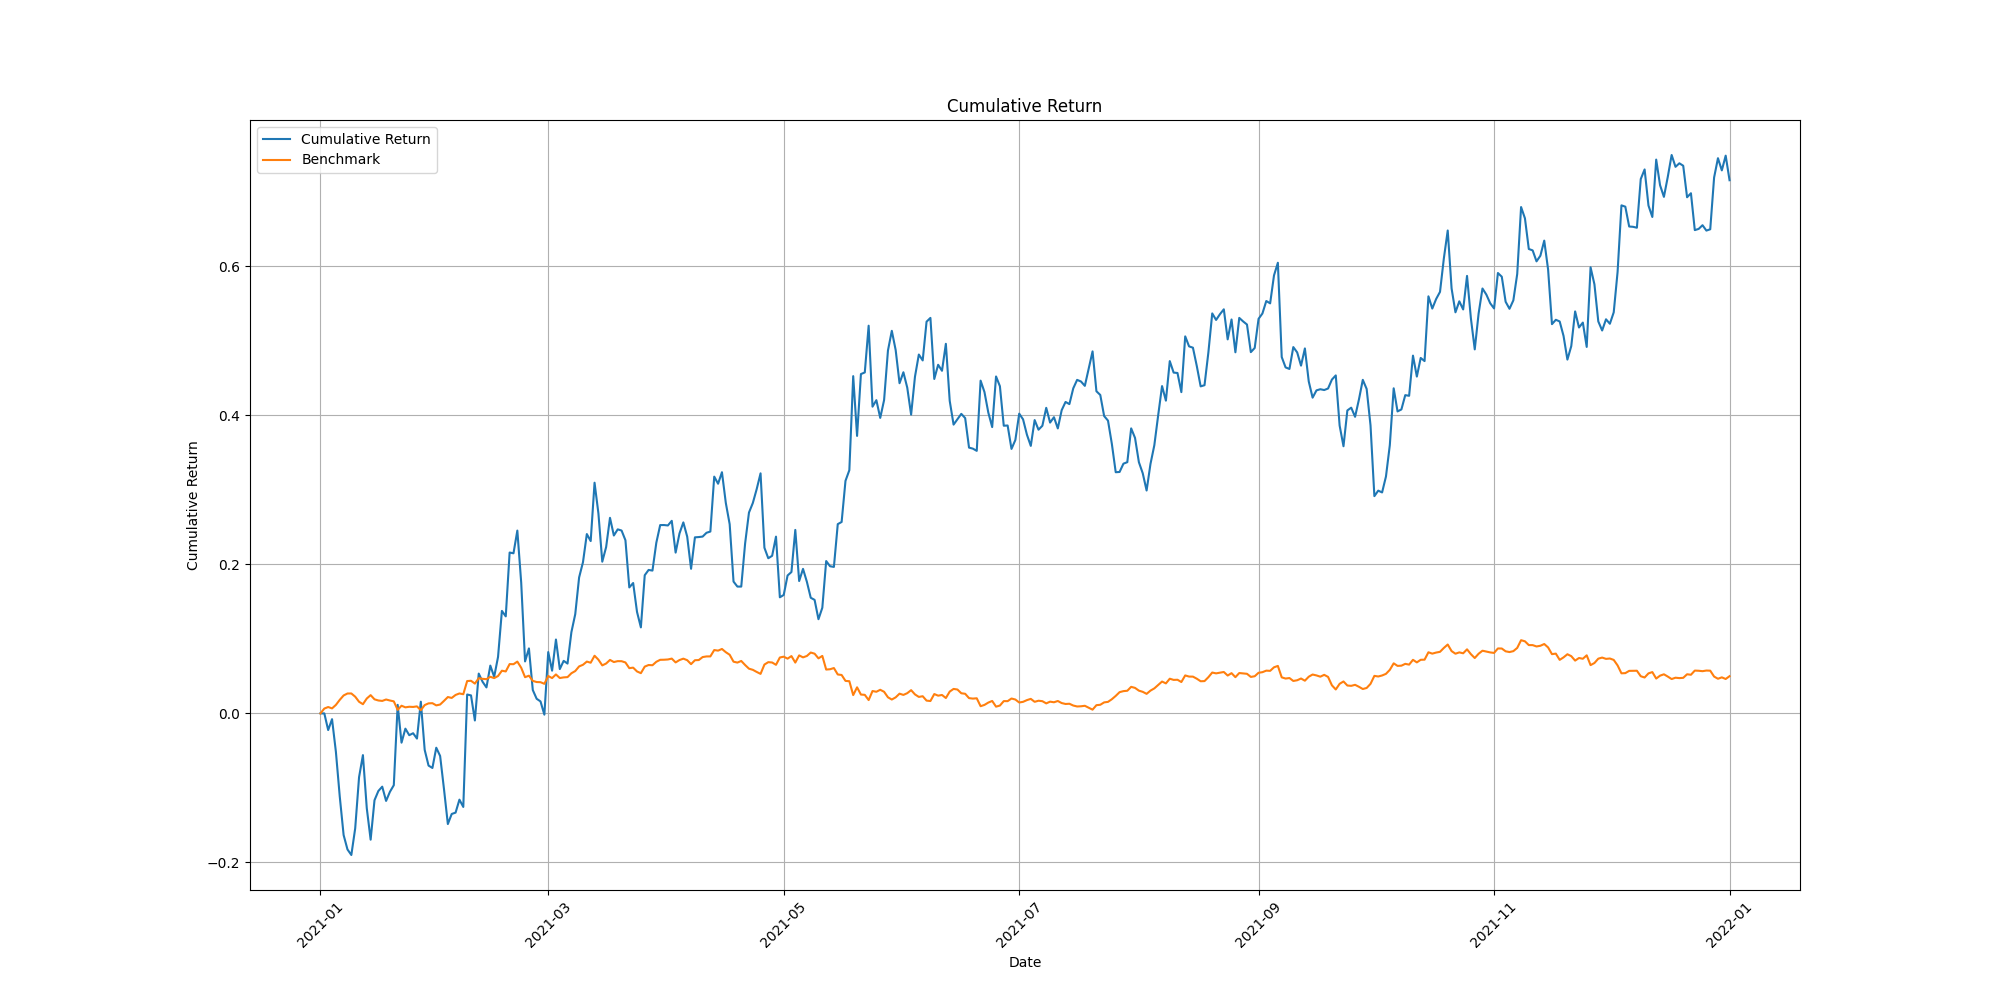 Cumulative Return
Cumulative Return
Benchmark
Cumulative Return
0.6
0.4
0.2
0.0
−0.2
2021-01
2021-03
2021-05
2021-07
2021-09
2021-11
2022-01
Date